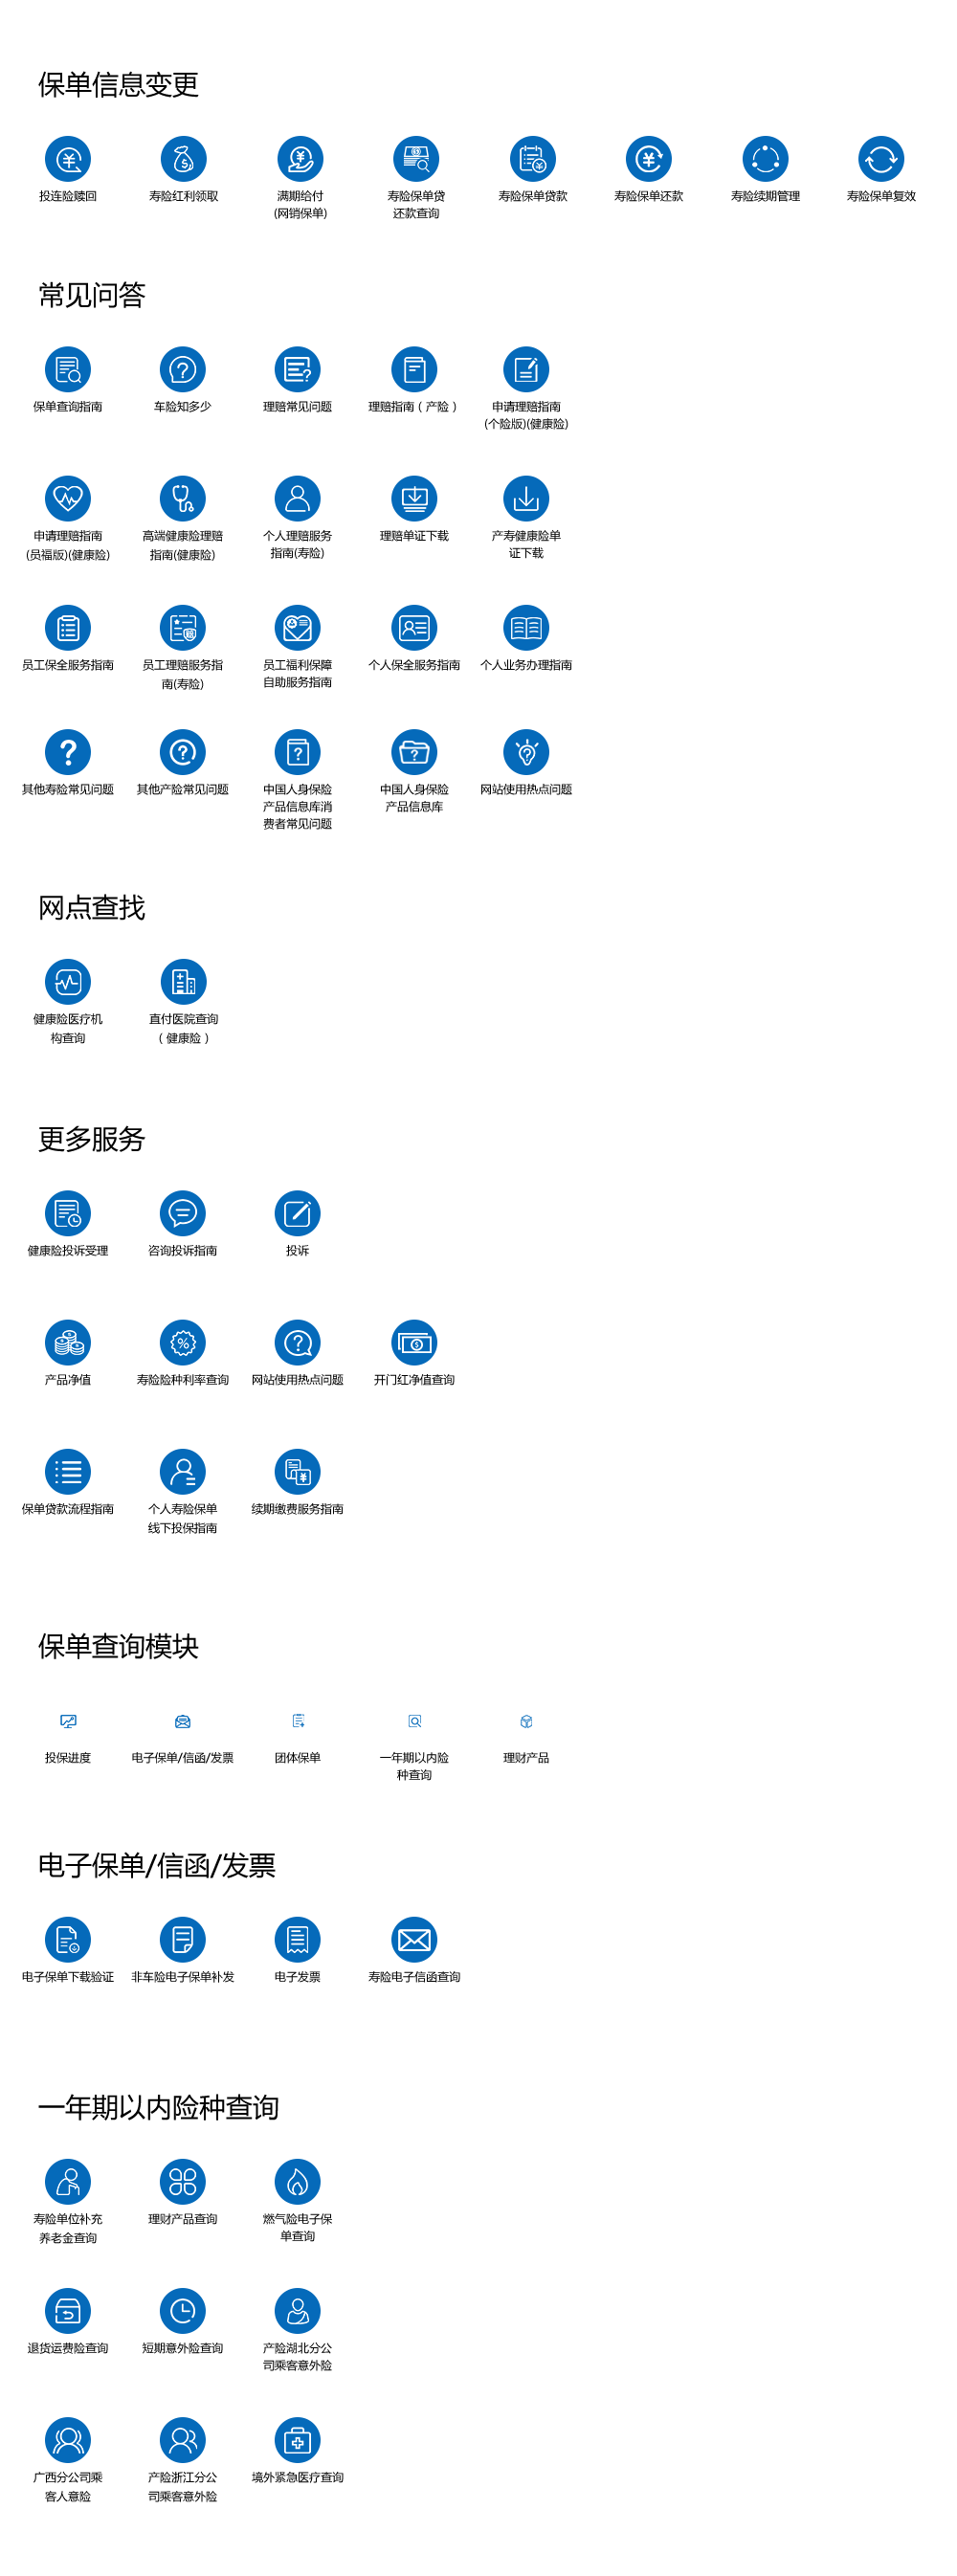 保单信息变更
投连险赎回 寿险红利领取 满期给付 寿险保单贷 寿险保单贷款 寿险保单还款 寿险续期管理 寿险保单复效
(网销保单) 还款查询
常见问答
保单查询指南 车险知多少 理赔常见问题 理赔指南（产险） 申请理赔指南
(个险版)(健康险)
申请理赔指南 高端健康险理赔 个人理赔服务 理赔单证下载 产寿健康险单
(员福版)(健康险) 指南(健康险) 指南(寿险) 证下载
员工保全服务指南 员工理赔服务指 员工福利保障 个人保全服务指南 个人业务办理指南
南(寿险) 自助服务指南
其他寿险常见问题 其他产险常见问题 中国人身保险 中国人身保险 网站使用热点问题
产品信息库消 产品信息库
费者常见问题
网点查找
健康险医疗机 直付医院查询
构查询 （健康险）
更多服务
健康险投诉受理 咨询投诉指南 投诉
产品净值 寿险险种利率查询 网站使用热点问题 开门红净值查询
保单贷款流程指南 个人寿险保单 续期缴费服务指南
线下投保指南
保单查询模块
投保进度 电子保单/信函/发票 团体保单 一年期以内险 理财产品
种查询
电子保单/信函/发票
电子保单下载验证 非车险电子保单补发 电子发票 寿险电子信函查询
一年期以内险种查询
寿险单位补充 理财产品查询 燃气险电子保
养老金查询 单查询
退货运费险查询 短期意外险查询 产险湖北分公
司乘客意外险
广西分公司乘 产险浙江分公 境外紧急医疗查询
客人意险 司乘客意外险